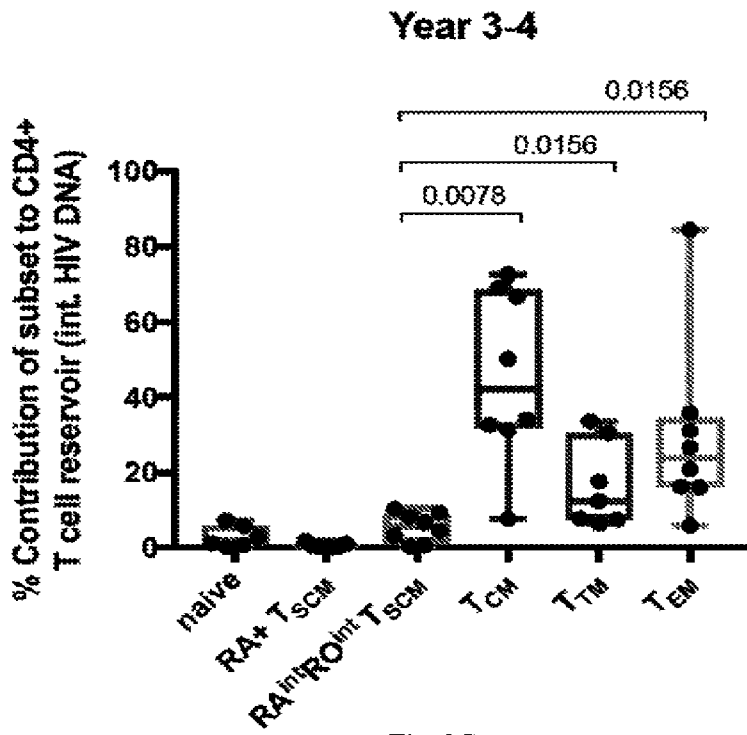 Year 3-4
0.0156
0.0156
0.0078
% Contribution of subset to CD4+
T cell reservoir (int. HIV DNA)
100
80
60
40
20
0
naive
RA+ TSCM
RAintROint TSCM
TCM
TTM
TEM